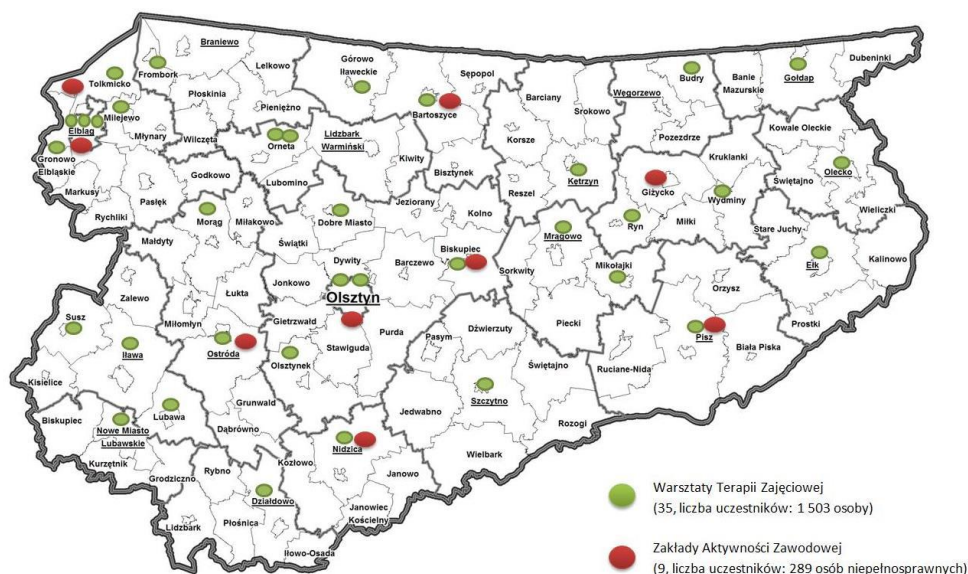 Braniewo
Lelkowo
Frombork
Tolkmicko
Płoskinia
Pieniężno
Górowo
Iławeckie
Sępopol
Bartoszyce
Budry
Węgorzewo
Banie
Mazurskie
Gołdap
Dubeninki
Barciany
Srokowo
Pozezdrze
Milejewo
Elbląg
Młynary
Wilczęta
Orneta
Lidzbark
Warmiński
Korsze
Kowale Oleckie
Gronowo
Elbląskie
Kiwity
Bisztynek
Kruklanki
Godkowo
Lubomino
Reszel
Kętrzyn
Giżycko
Świętajno
Olecko
Markusy
Pasłęk
Wydminy
Wieliczki
Rychliki
Morąg
Miłakowo
Dobre Miasto
Jeziorany
Kolno
Ryn
Miłki
Stare Juchy
Małdyty
Świątki
Mrągowo
Dywity
Barczewo
Biskupiec
Sorkwity
Mikołajki
Ełk
Kalinowo
Jonkowo
Olsztyn
Zalewo
Łukta
Orzysz
Susz
Miłomłyn
Gietrzwałd
Purda
Dźwierzuty
Piecki
Prostki
Iława
Ostróda
Stawiguda
Pasym
Pisz
Biała Piska
Olsztynek
Świętajno
Ruciane-Nida
Kisielice
Szczytno
Grunwald
Jedwabno
Lubawa
Biskupiec
Nowe Miasto
Lubawskie
Dąbrówno
Rozogi
Nidzica
Wielbark
Kurzętnik
Grodziczno
Rybno
Kozłowo
Janowo
Działdowo
Janowiec
Kościelny
Lidzbark
Płośnica
Iłowo-Osada
Warsztaty Terapii Zajęciowej
(35, liczba uczestników: 1 503 osoby)
Zakłady Aktywności Zawodowej
(9, liczba uczestników: 289 osób niepełnosprawnych)